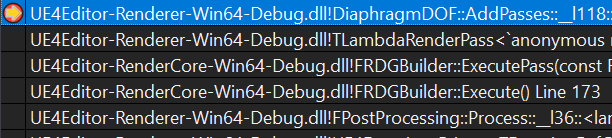 UE4Editor-Renderer-Win64-Debug.dll!DiaphragmDOF::AddPasses::__l118::
UE4Editor-Renderer-Win64-Debug.dll!TLambdaRenderPass<`anonymous
UE4Editor-RenderCore-Win64-Debug.dll!FRDGBuilder::ExecutePass(const
UE4Editor-RenderCore-Win64-Debug.dll!FRDGBuilder::Execute() Line 173
UE4Editor-Renderer-Win64-Debug.dll!FPostProcessing::Process::__l36::